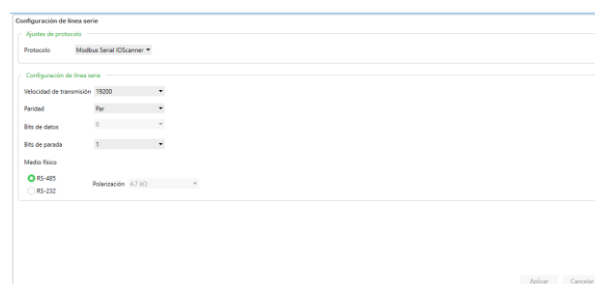 Configuración de línea serie
Ajustes de protocolo
Protocolo Modbus Serial IOScanner
Configuración de línea serie
Velocidad de transmisión 19200
Paridad Par
Bits de datos 8
Bits de parada 1
Medio físico
RS-485
Polarización 4.7 kΩ
RS-232
Aplicar Cancelar